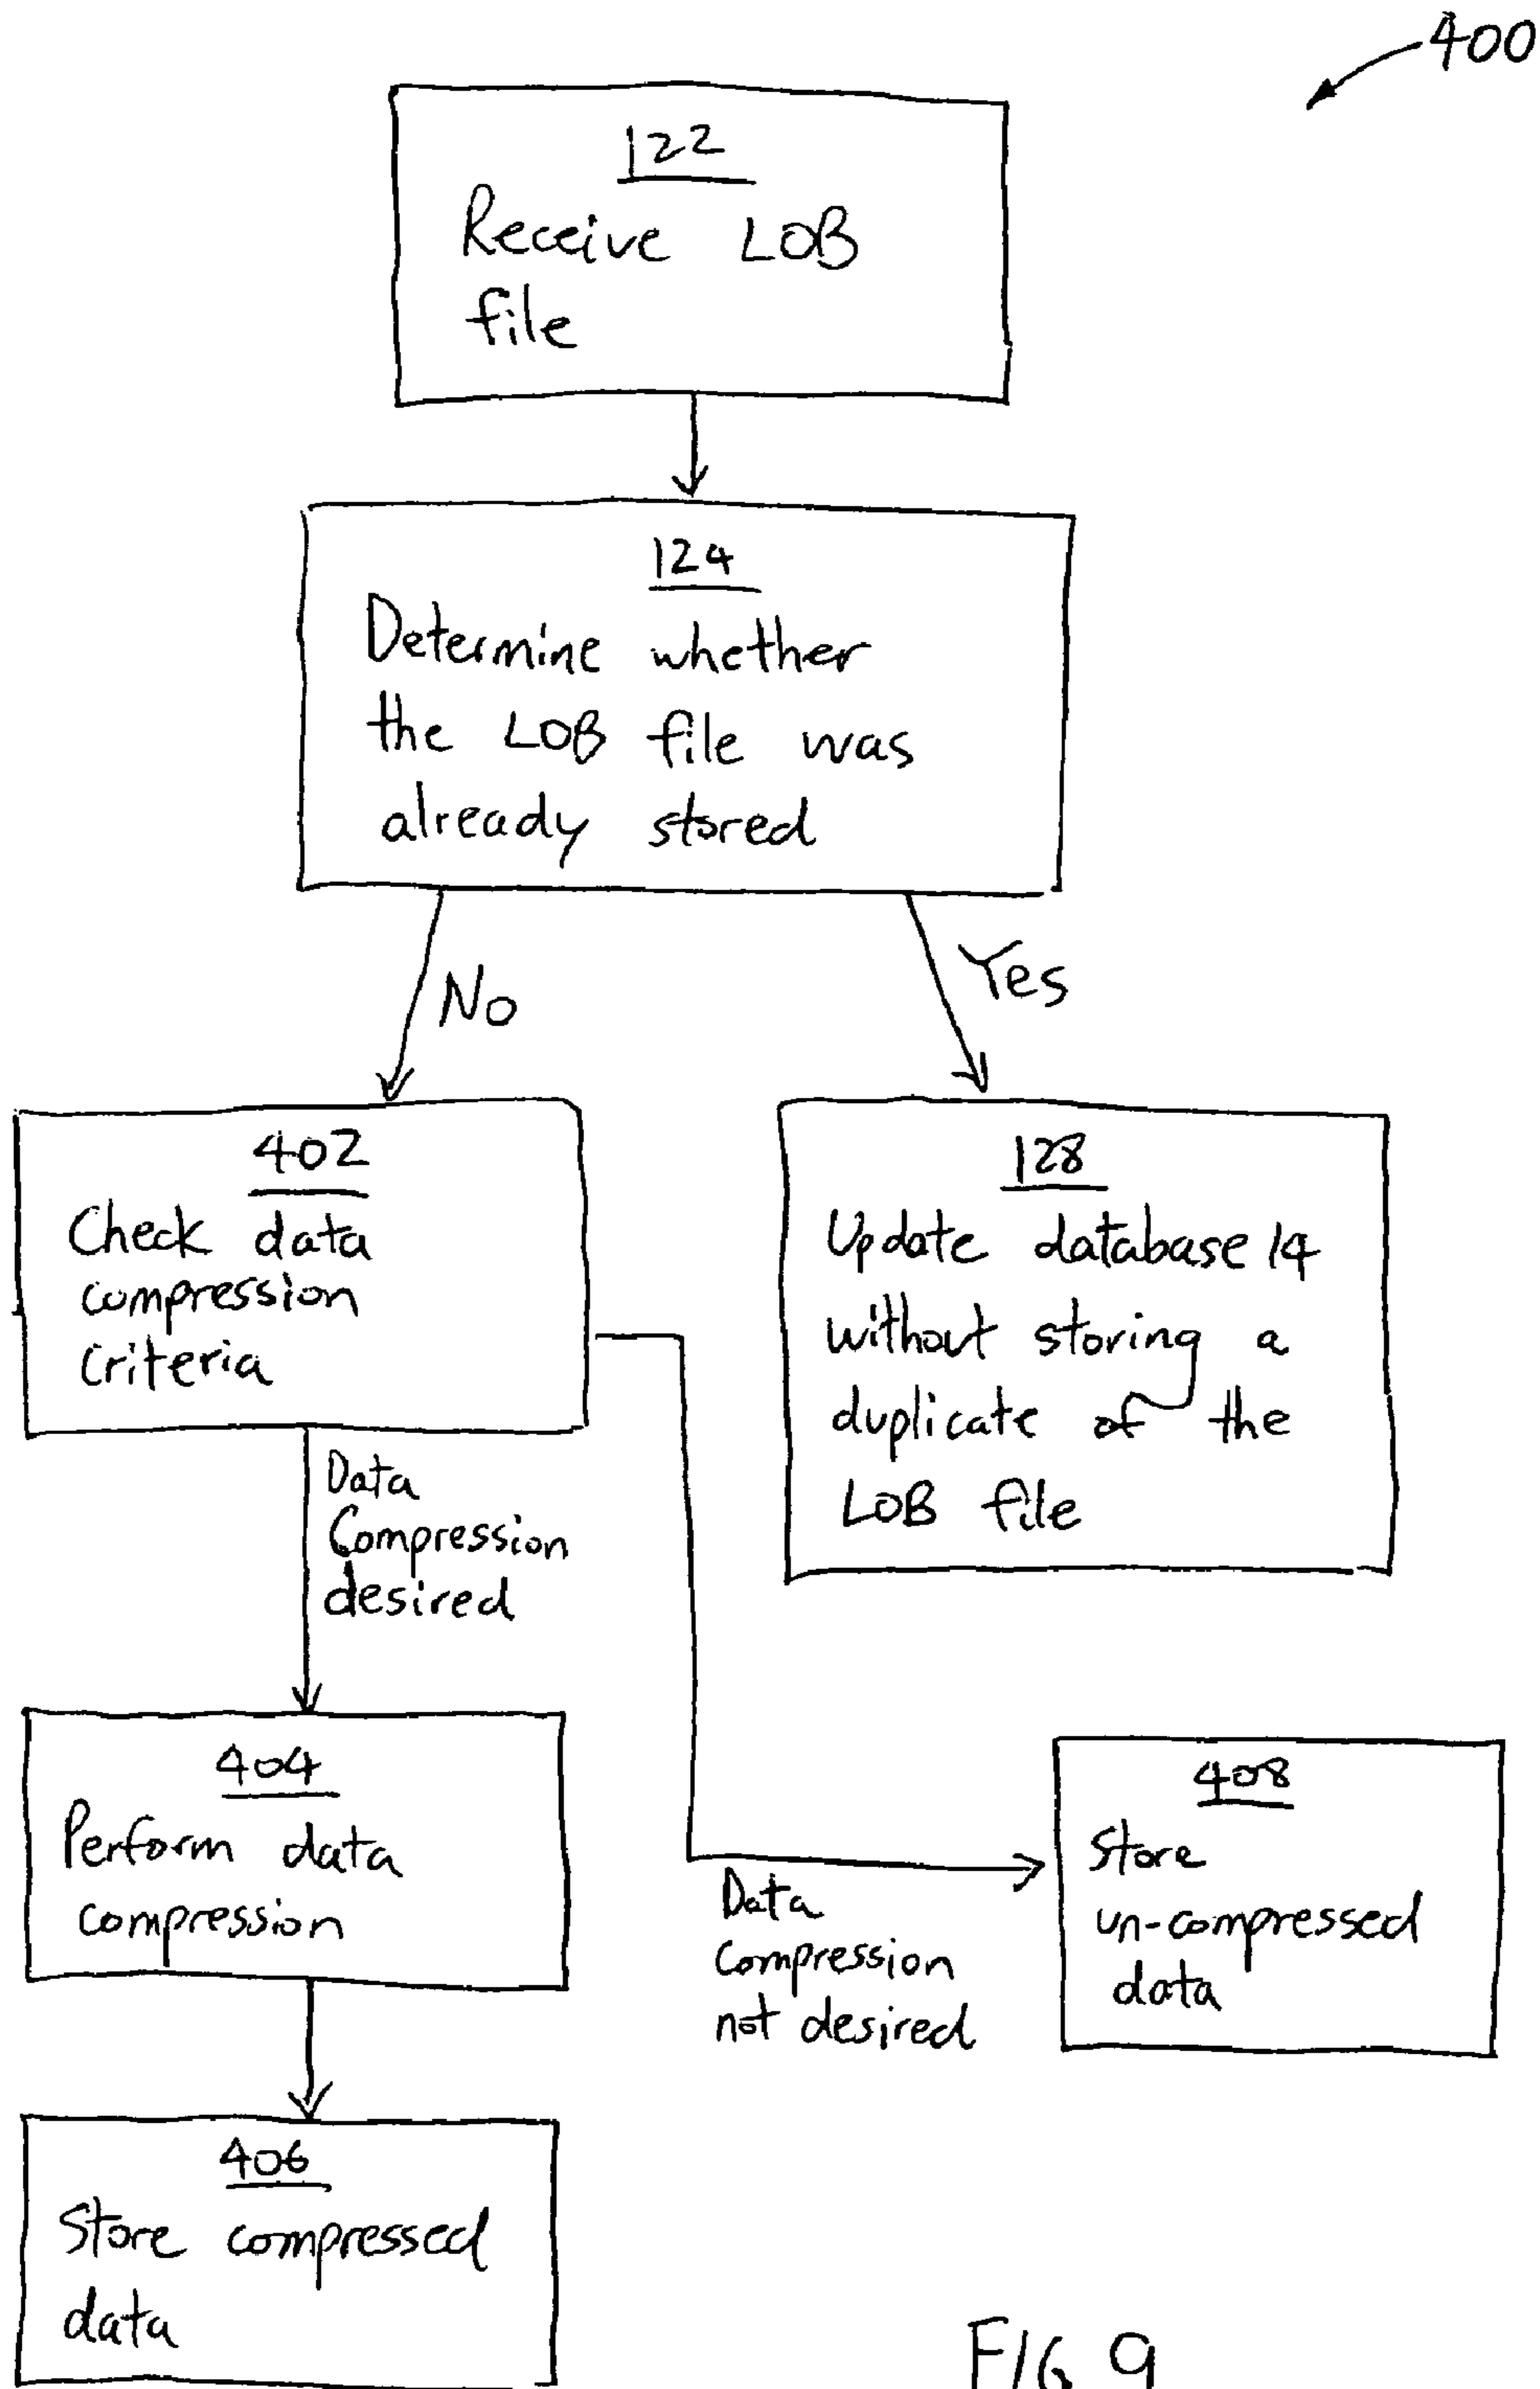 400
122
Receive LOB
file
124
Determine whether
the LOB file was
already stored
No
Yes
402
Check data
compression
criteria
128
Update database 14
without storing a
duplicate of the
LOB file
Data
Compression
desired
404
Perform data
compression
Data
Compression
not desired
408
Store
un-compressed
data
406
Store compressed
data
FIG 9